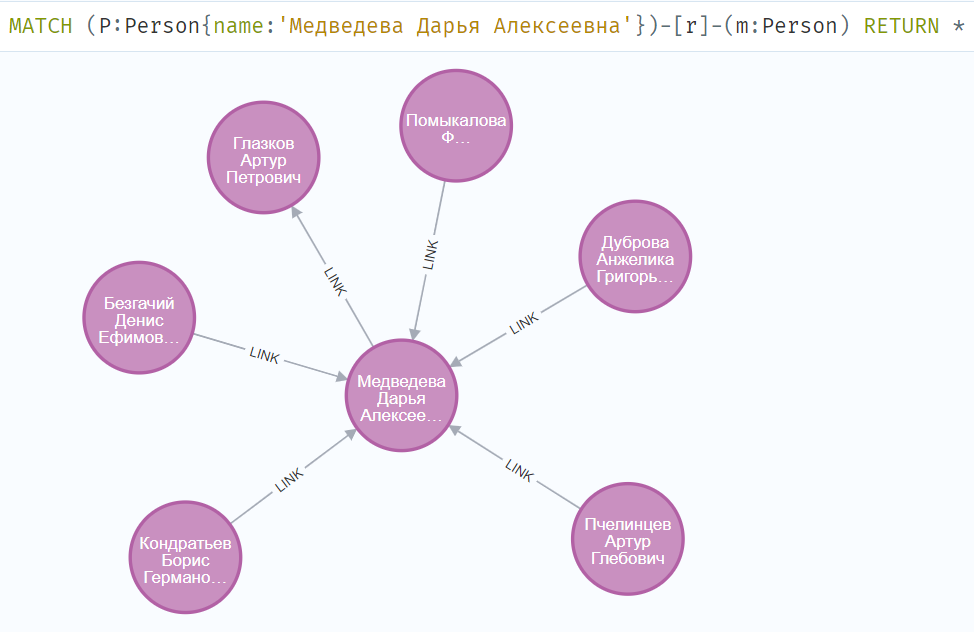 MATCH (P:Person{name:'Медведева Дарья Алексеевна'})-[r]-(m:Person) RETURN *
Помыкалова
Ф...
Глазков
Артур
Петрович
LINK
LINK
Дуброва
Анжелика
Григорь...
Безгачий
Денис
Ефимов...
LINK
LINK
Медведева
Дарья
Алексее...
LINK
LINK
Пчелинцев
Артур
Глебович
Кондратьев
Борис
Германо...